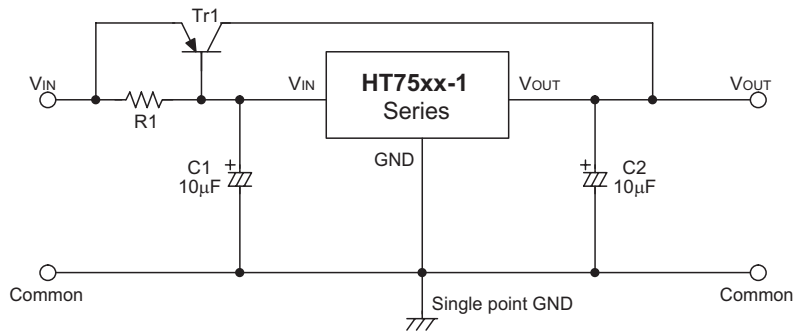 Tr1
VIN
R1
VIN
HT75xx-1
Series
VOUT
VOUT
GND
C1
10μF
+
C2
10μF
+
Common
Single point GND
Common